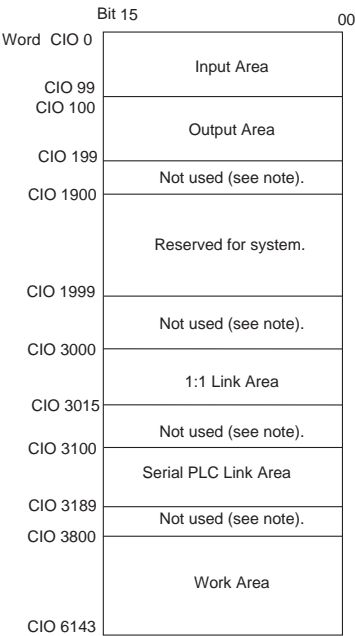 Bit 15
00
Word CIO 0
Input Area
CIO 99
CIO 100
Output Area
CIO 199
Not used (see note).
CIO 1900
Reserved for system.
CIO 1999
Not used (see note).
CIO 3000
1:1 Link Area
CIO 3015
Not used (see note).
CIO 3100
Serial PLC Link Area
CIO 3189
Not used (see note).
CIO 3800
Work Area
CIO 6143